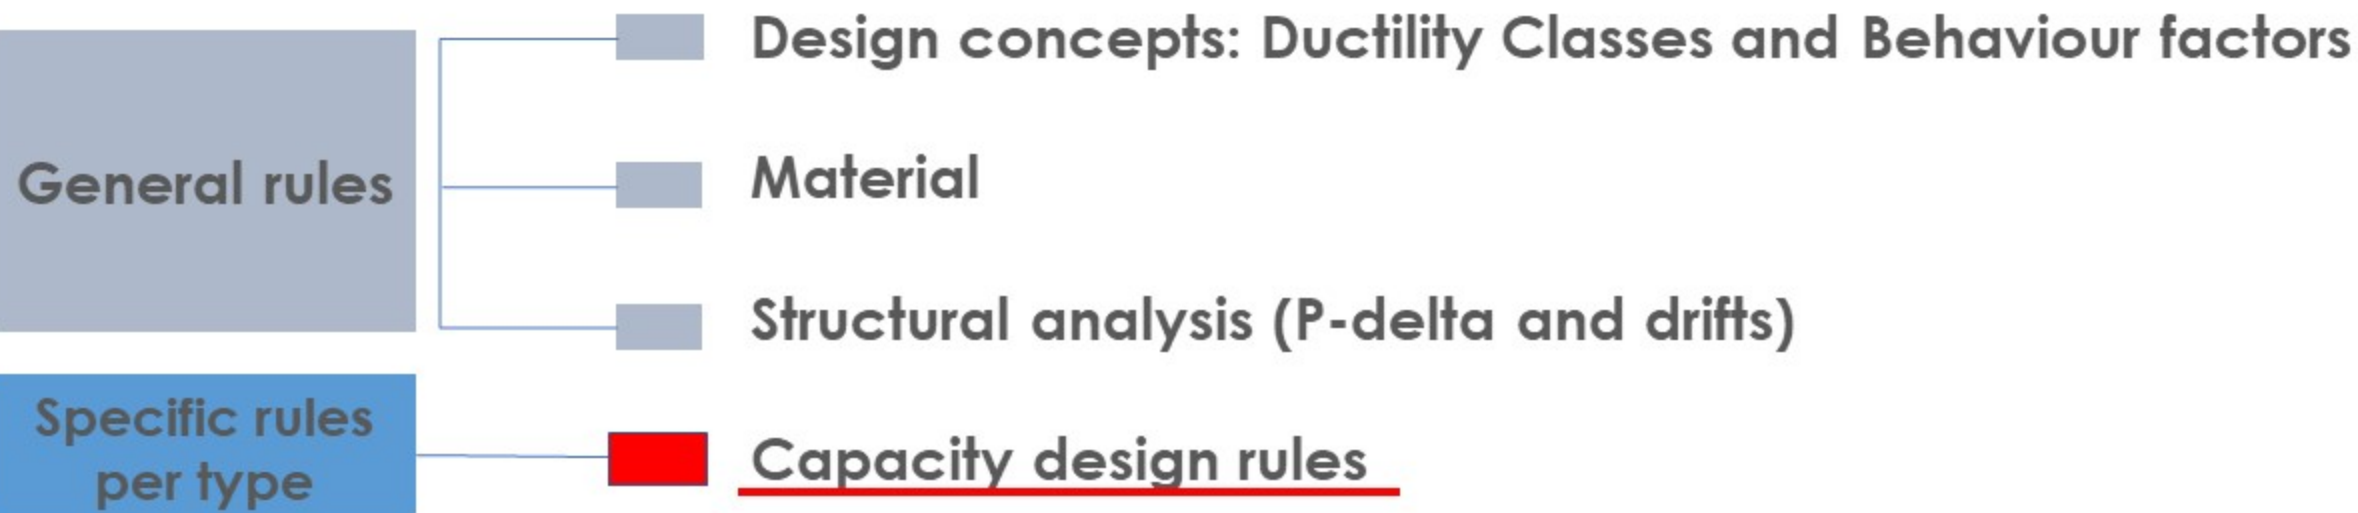 Design concepts: Ductility Classes and Behaviour factors
General rules
Material
Structural analysis (P-delta and drifts)
Specific rules
per type
Capacity design rules